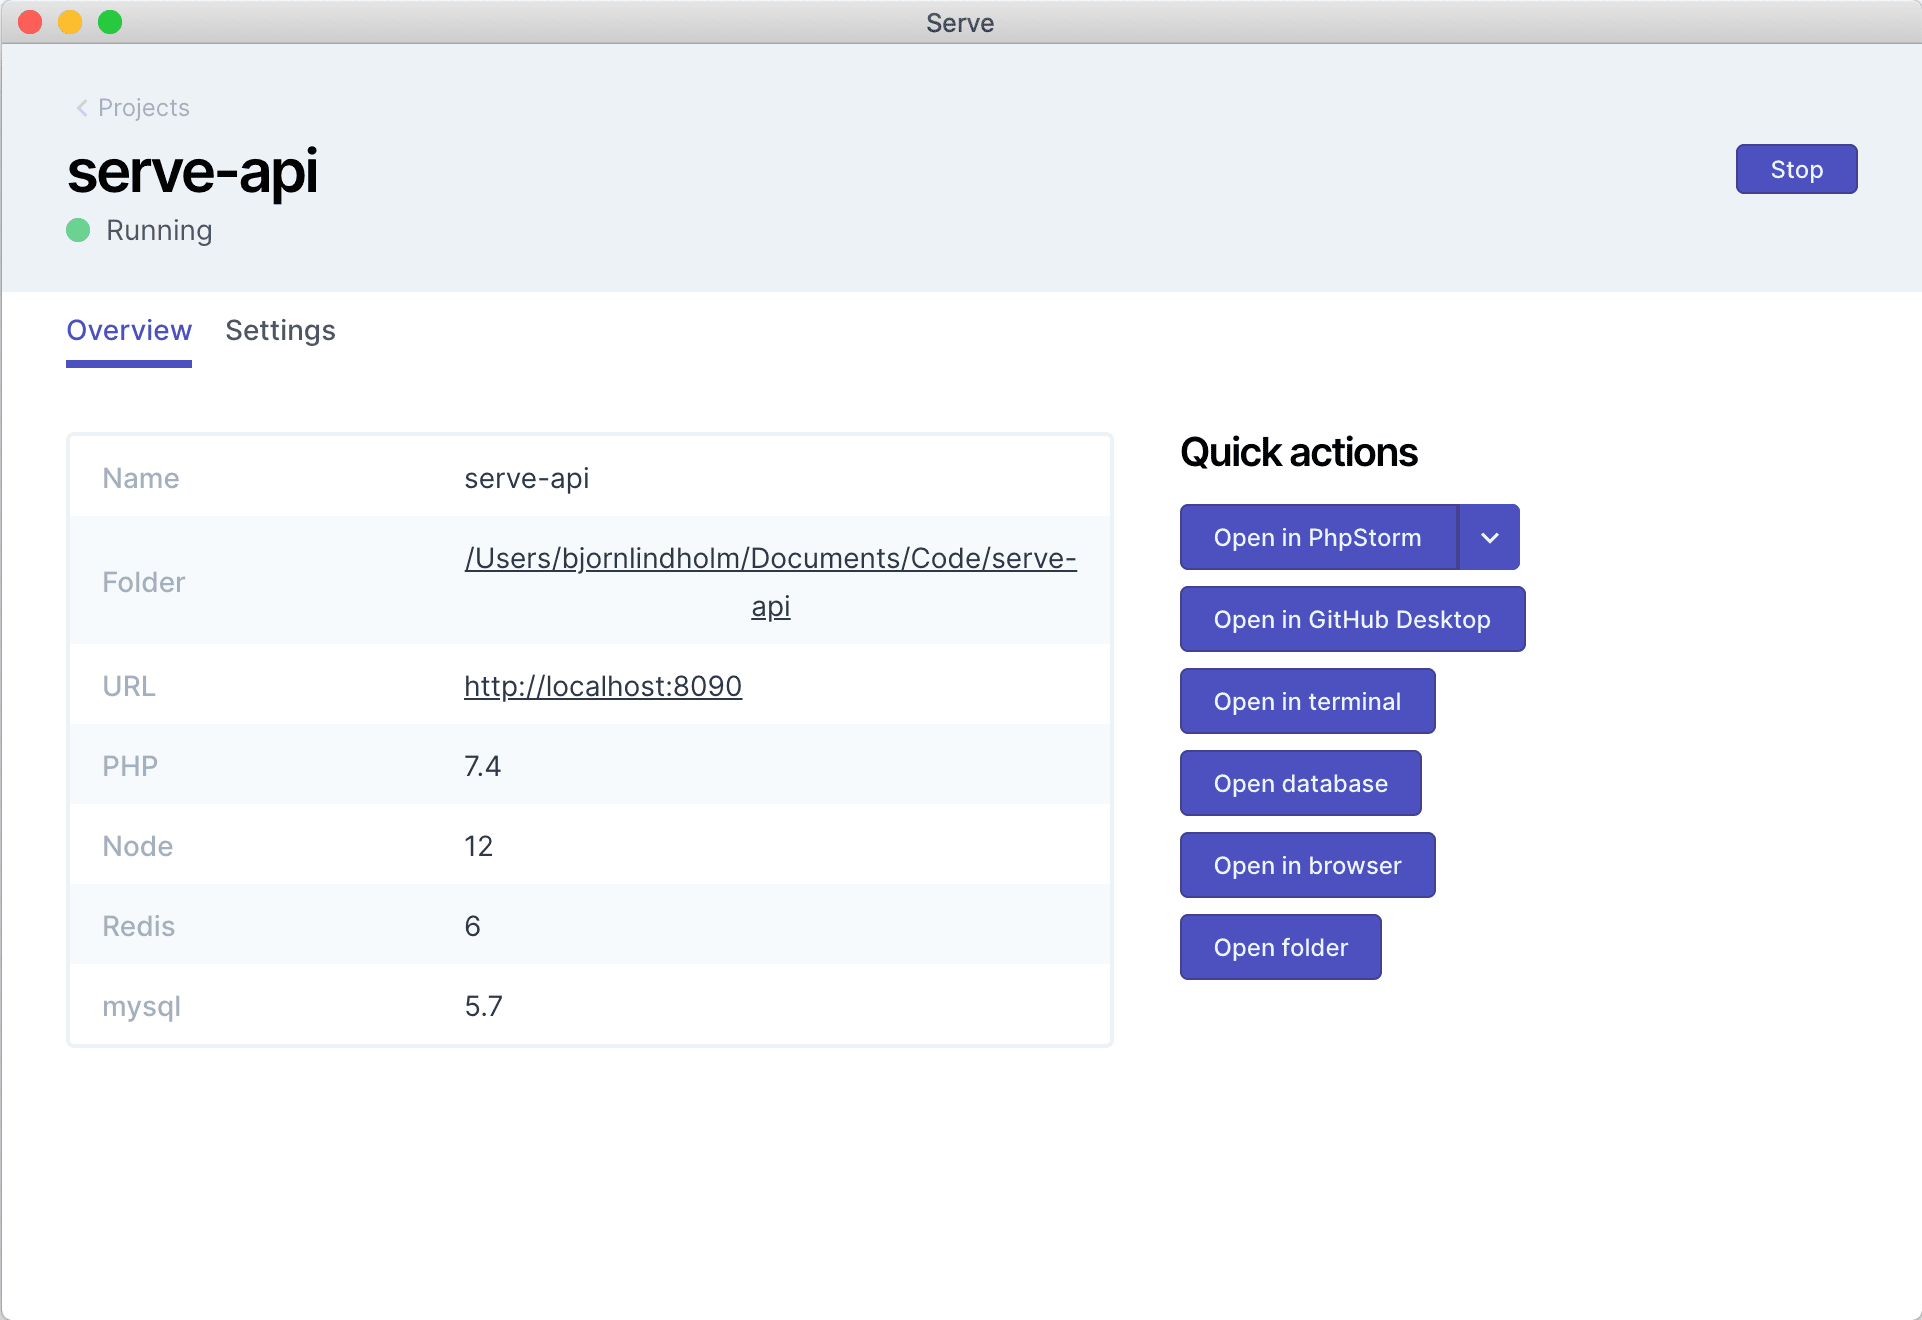 Serve
Projects
serve-api
Stop
Running
Overview Settings
Name serve-api
Folder /Users/bjornlindholm/Documents/Code/serve-
api
URL http://localhost:8090
PHP 7.4
Node 12
Redis 6
mysql 5.7
Quick actions
Open in PhpStorm
Open in GitHub Desktop
Open in terminal
Open database
Open in browser
Open folder